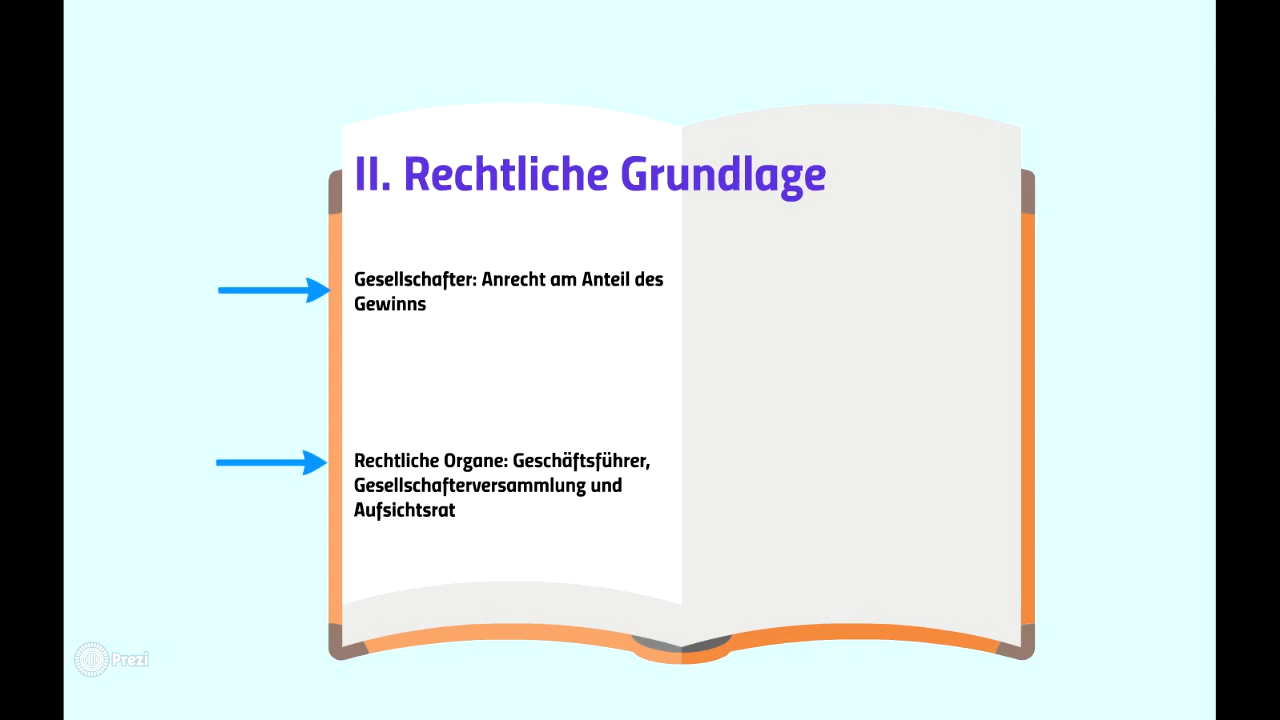 II. Rechtliche Grundlage
Gesellschafter: Anrecht am Anteil des
Gewinns
Rechtliche Organe: Geschäftsführer,
Gesellschafterversammlung und
Aufsichtsrat
Prezi